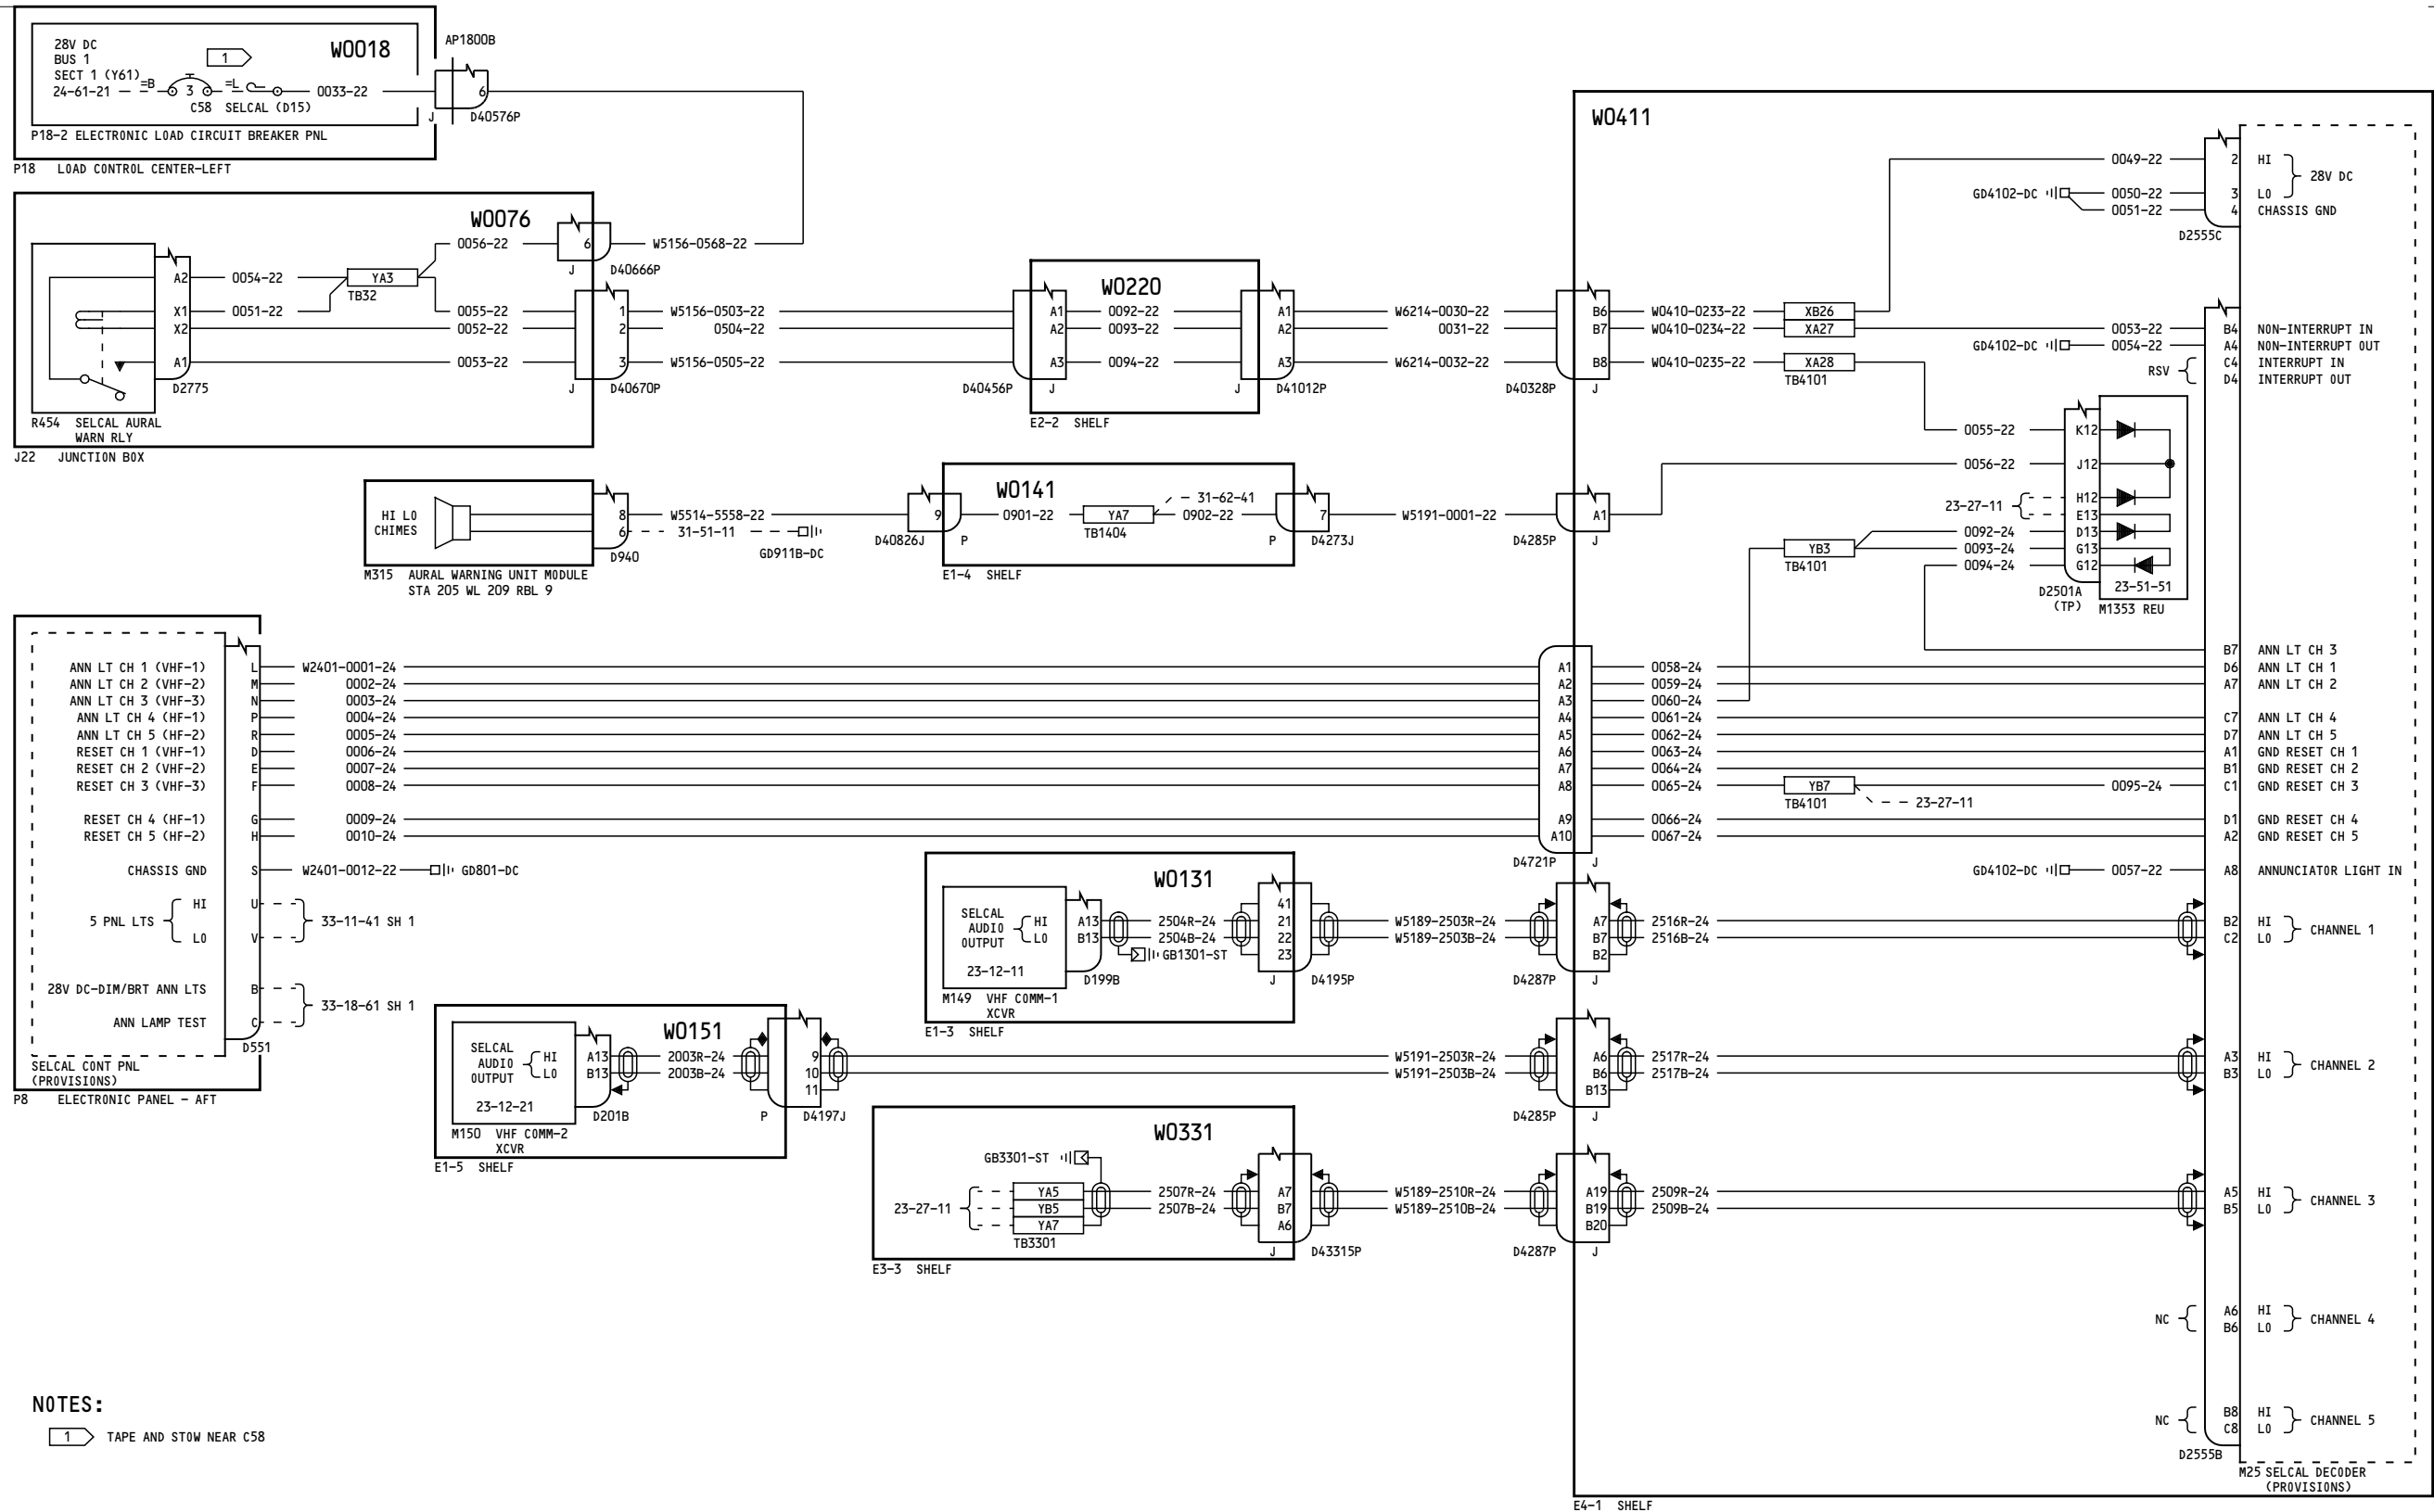 28V DC
BUS 1
SECT 1 (Y61)
24-61-21
=B
3
=L
1
W0018
0033-22
C58 SELCAL (D15)
P18-2 ELECTRONIC LOAD CIRCUIT BREAKER PNL
P18 LOAD CONTROL CENTER-LEFT
AP1800B
6
J
D40576P
W0076
0056-22
6
W5156-0568-22
J
D40666P
A2
0054-22
YA3
TB32
X1
0051-22
0055-22
1
W5156-0503-22
X2
0052-22
2
0504-22
A1
0053-22
3
W5156-0505-22
D2775
J
D40670P
R454 SELCAL AURAL
WARN RLY
J22 JUNCTION BOX
W0220
A1
0092-22
A1
W6214-0030-22
A2
0093-22
A2
0031-22
A3
0094-22
A3
W6214-0032-22
D40456P
J
J
D41012P
D40328P
J
E2-2 SHELF
W0411
B6
W0410-0233-22
XB26
B7
W0410-0234-22
XA27
B8
W0410-0235-22
XA28
TB4101
0049-22
2
HI
28V DC
GD4102-DC
0050-22
3
LO
0051-22
4
CHASSIS GND
D2555C
0053-22
B4
NON-INTERRUPT IN
GD4102-DC
0054-22
A4
NON-INTERRUPT OUT
RSV
C4
INTERRUPT IN
D4
INTERRUPT OUT
0055-22
K12
0056-22
J12
23-27-11
H12
E13
0092-24
D13
0093-24
G13
0094-24
G12
YB3
TB4101
D2501A
(TP)
23-51-51
M1353 REU
HI LO
CHIMES
8
W5514-5558-22
6
31-51-11
GD911B-DC
D940
M315 AURAL WARNING UNIT MODULE
STA 205 WL 209 RBL 9
W0141
9
0901-22
YA7
TB1404
31-62-41
0902-22
7
W5191-0001-22
A1
D40826J
P
P
D4273J
D4285P
J
E1-4 SHELF
ANN LT CH 1 (VHF-1)
L
W2401-0001-24
A1
0058-24
ANN LT CH 2 (VHF-2)
M
0002-24
A2
0059-24
ANN LT CH 3 (VHF-3)
N
0003-24
A3
0060-24
ANN LT CH 4 (HF-1)
P
0004-24
A4
0061-24
ANN LT CH 5 (HF-2)
R
0005-24
A5
0062-24
RESET CH 1 (VHF-1)
D
0006-24
A6
0063-24
RESET CH 2 (VHF-2)
E
0007-24
A7
0064-24
RESET CH 3 (VHF-3)
F
0008-24
A8
0065-24
YB7
TB4101
23-27-11
0095-24
RESET CH 4 (HF-1)
G
0009-24
A9
0066-24
RESET CH 5 (HF-2)
H
0010-24
A10
0067-24
D4721P
J
B7
ANN LT CH 3
D6
ANN LT CH 1
A7
ANN LT CH 2
C7
ANN LT CH 4
D7
ANN LT CH 5
A1
GND RESET CH 1
B1
GND RESET CH 2
C1
GND RESET CH 3
D1
GND RESET CH 4
A2
GND RESET CH 5
GD4102-DC
0057-22
A8
ANNUNCIATOR LIGHT IN
CHASSIS GND
S
W2401-0012-22
GD801-DC
5 PNL LTS
HI
U
LO
V
33-11-41 SH 1
28V DC-DIM/BRT ANN LTS
B
ANN LAMP TEST
C
33-18-61 SH 1
D551
SELCAL CONT PNL
(PROVISIONS)
P8 ELECTRONIC PANEL - AFT
W0131
SELCAL
AUDIO
OUTPUT
HI
LO
23-12-11
A13
B13
2504R-24
2504B-24
GB1301-ST
41
21
22
23
D199B
J
D4195P
M149 VHF COMM-1
XCVR
E1-3 SHELF
W5189-2503R-24
W5189-2503B-24
A7
B7
B2
D4287P
J
2516R-24
2516B-24
B2
HI
C2
LO
CHANNEL 1
W0151
SELCAL
AUDIO
OUTPUT
HI
LO
23-12-21
A13
B13
2003R-24
2003B-24
9
10
11
D201B
P
D4197J
M150 VHF COMM-2
XCVR
E1-5 SHELF
W5191-2503R-24
W5191-2503B-24
A6
B6
B13
D4285P
J
2517R-24
2517B-24
A3
HI
B3
LO
CHANNEL 2
W0331
GB3301-ST
23-27-11
YA5
YB5
YA7
TB3301
2507R-24
2507B-24
A7
B7
A6
J
D43315P
E3-3 SHELF
W5189-2510R-24
W5189-2510B-24
A19
B19
B20
D4287P
J
2509R-24
2509B-24
A5
HI
B5
LO
CHANNEL 3
NC
A6
HI
B6
LO
CHANNEL 4
NC
B8
HI
C8
LO
CHANNEL 5
D2555B
M25 SELCAL DECODER
(PROVISIONS)
E4-1 SHELF
NOTES:
1 TAPE AND STOW NEAR C58